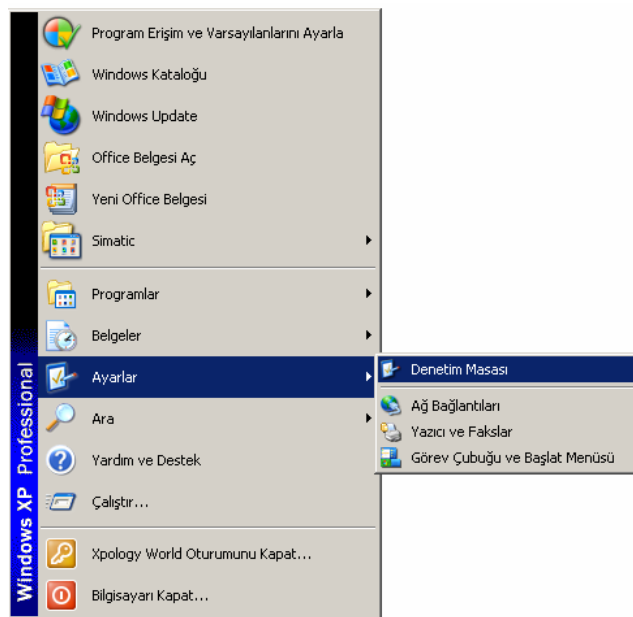 Program Erişim ve Varsayılanlarını Ayarla
Windows Kataloğu
Windows Update
Office Belgesi Aç
Yeni Office Belgesi
Simatic
Programlar
Belgeler
Ayarlar
Ara
Yardım ve Destek
Çalıştır...
Xpology World Oturumunu Kapat...
Bilgisayarı Kapat...
Windows XP Professional
Denetim Masası
Ağ Bağlantıları
Yazıcı ve Fakslar
Görev Çubuğu ve Başlat Menüsü